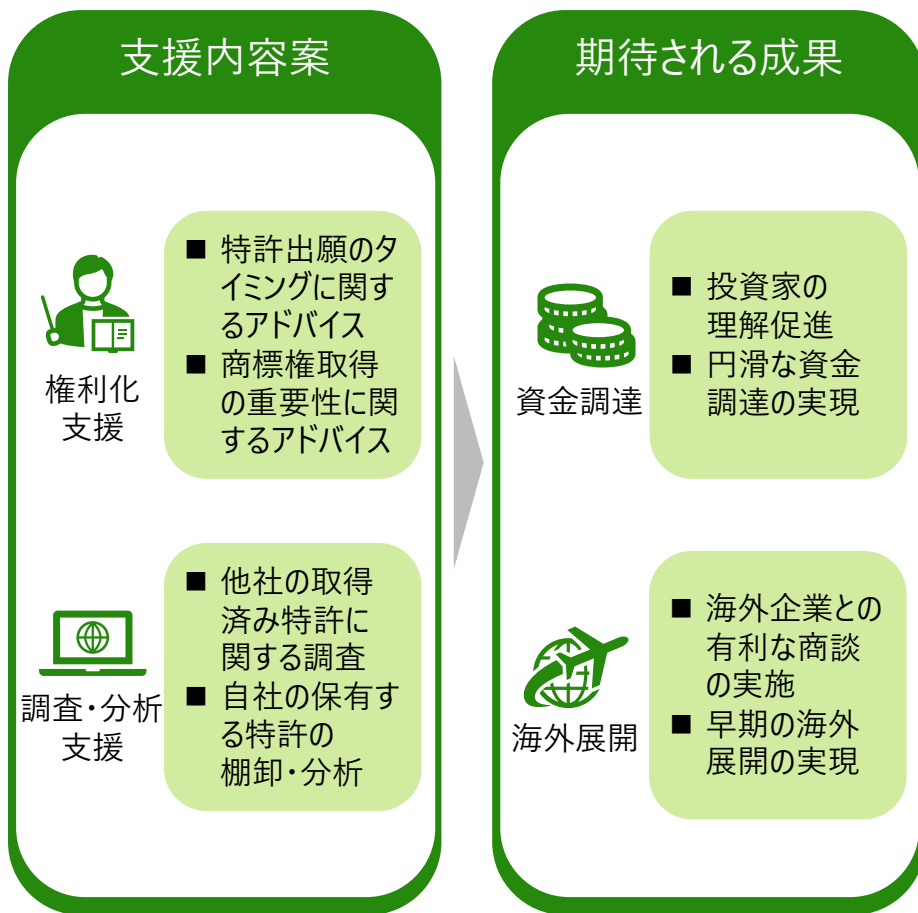 支援内容案
権利化
支援
■ 特許出願のタ
イミングに関す
るアドバイス
■ 商標権取得
の重要性に関
するアドバイス
調査・分析
支援
■ 他社の取得
済み特許に
関する調査
■ 自社の保有す
る特許の
棚卸・分析
期待される成果
資金調達
■ 投資家の
理解促進
■ 円滑な資金
調達の実現
海外展開
■ 海外企業との
有利な商談
の実施
■ 早期の海外
展開の実現